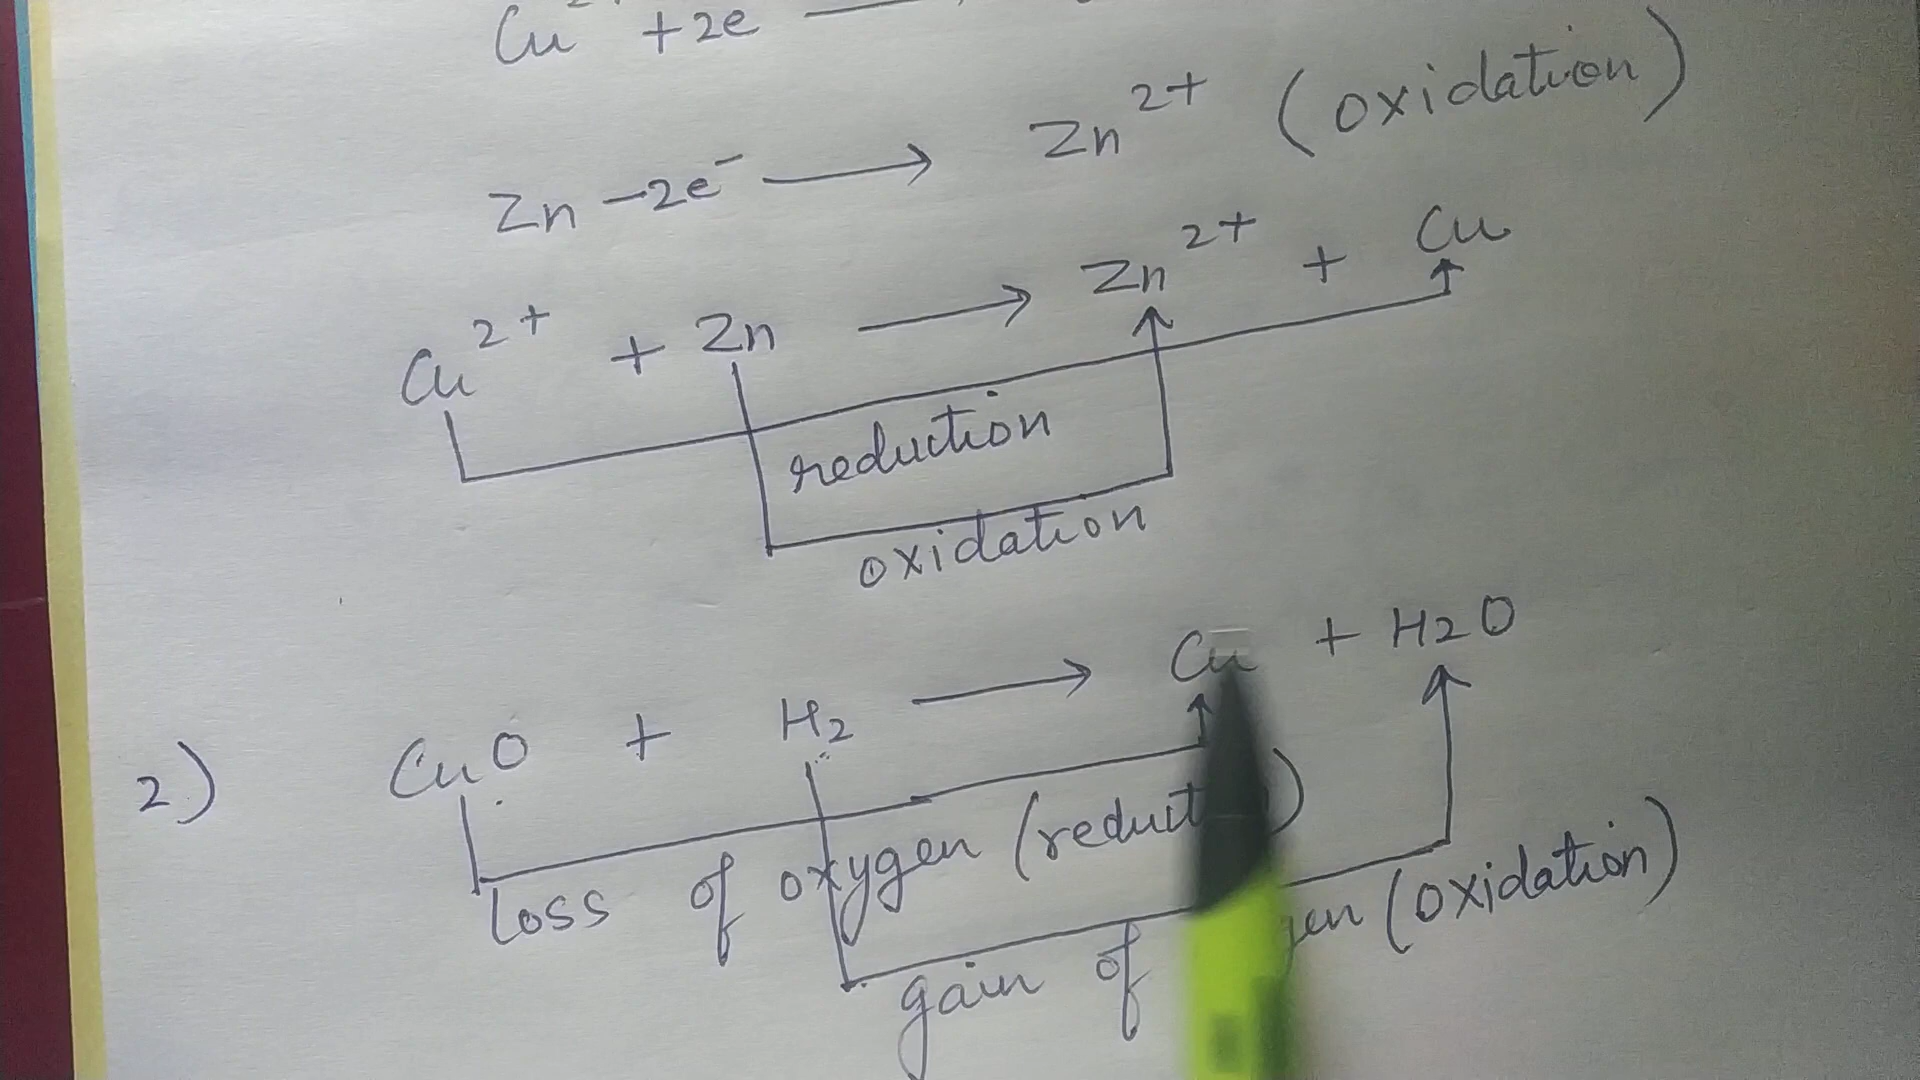 Cu + 2e
Zn − 2e⁻ ⟶ Zn²⁺ (oxidation)
Cu²⁺ + Zn ⟶ Zn²⁺ + Cu
reduction
oxidation
2) CuO + H₂ ⟶ Cu + H₂O
loss of oxygen (reduct)
gain of gen (oxidation)